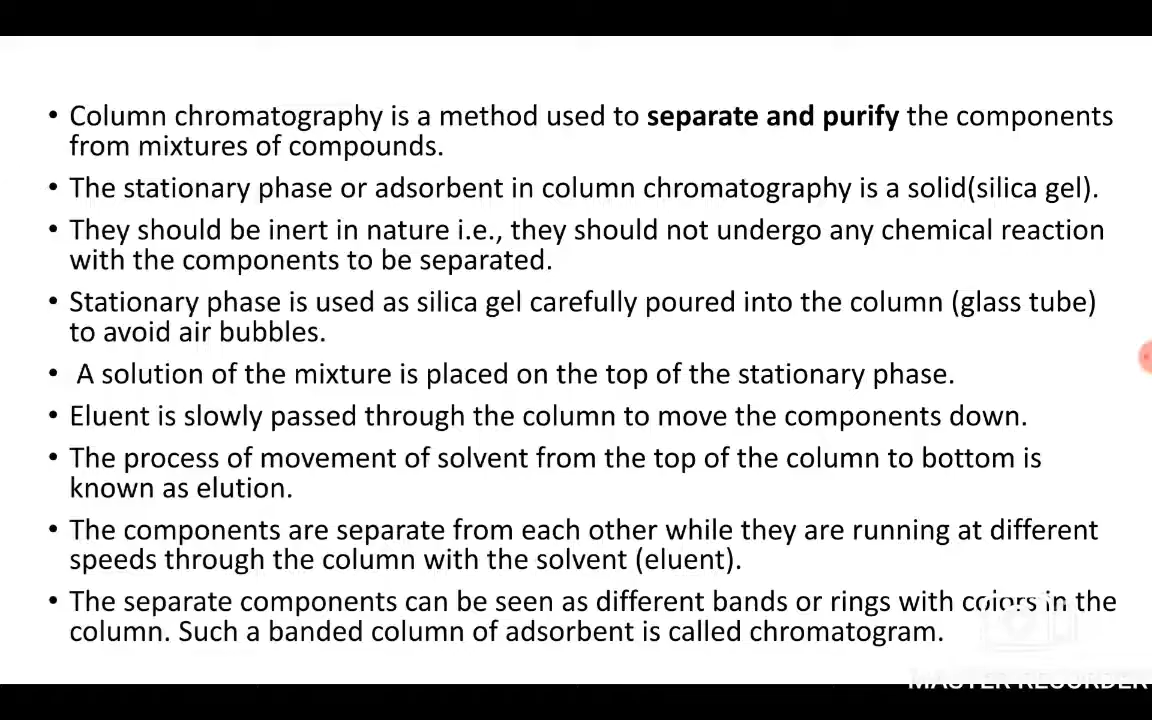 • Column chromatography is a method used to separate and purify the components
from mixtures of compounds.
• The stationary phase or adsorbent in column chromatography is a solid(silica gel).
• They should be inert in nature i.e., they should not undergo any chemical reaction
with the components to be separated.
• Stationary phase is used as silica gel carefully poured into the column (glass tube)
to avoid air bubbles.
• A solution of the mixture is placed on the top of the stationary phase.
• Eluent is slowly passed through the column to move the components down.
• The process of movement of solvent from the top of the column to bottom is
known as elution.
• The components are separate from each other while they are running at different
speeds through the column with the solvent (eluent).
• The separate components can be seen as different bands or rings with colors in the
column. Such a banded column of adsorbent is called chromatogram.
MASTER RECORDER